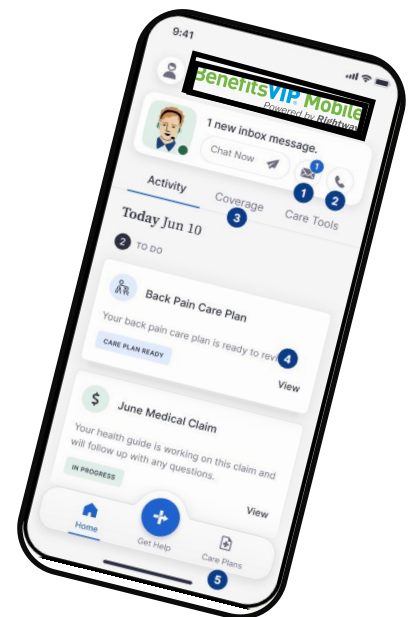 9:41
BenefitsVIP Mobile
Powered by Rightway
1 new inbox message.
Chat Now
1
1
2
Activity
Coverage
Care Tools
3
Today Jun 10
2 TO DO
Back Pain Care Plan
Your back pain care plan is ready to revi
4
CARE PLAN READY
View
$
June Medical Claim
Your health guide is working on this claim and
will follow up with any questions.
IN PROGRESS
View
Home
Get Help
Care Plans
5